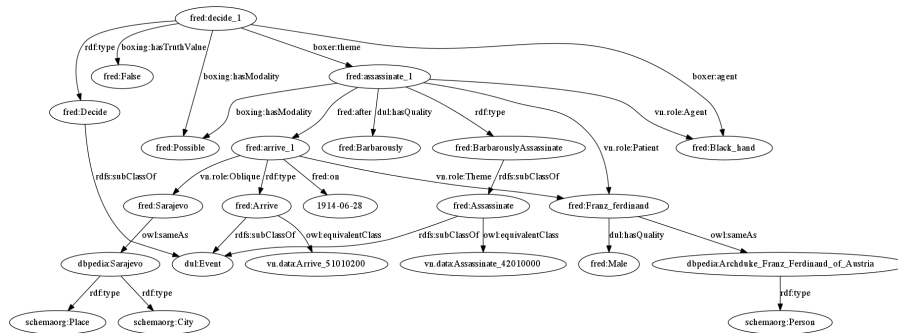 fred:decide_1
rdf:type
boxing:hasTruthValue
boxer:theme
fred:False
boxing:hasModality
fred:assassinate_1
boxer:agent
fred:Decide
boxing:hasModality
fred:after
dul:hasQuality
rdf:type
vn.role:Agent
fred:Possible
fred:arrive_1
fred:Barbarously
fred:BarbarouslyAssassinate
vn.role:Patient
fred:Black_hand
rdfs:subClassOf
vn.role:Oblique
rdf:type
fred:on
vn.role:Theme
rdfs:subClassOf
fred:Sarajevo
fred:Arrive
1914-06-28
fred:Assassinate
fred:Franz_ferdinand
owl:sameAs
rdfs:subClassOf
owl:equivalentClass
rdfs:subClassOf
owl:equivalentClass
dul:hasQuality
owl:sameAs
dbpedia:Sarajevo
dul:Event
vn.data:Arrive_51010200
vn.data:Assassinate_42010000
fred:Male
dbpedia:Archduke_Franz_Ferdinand_of_Austria
rdf:type
rdf:type
rdf:type
schemaorg:Place
schemaorg:City
schemaorg:Person